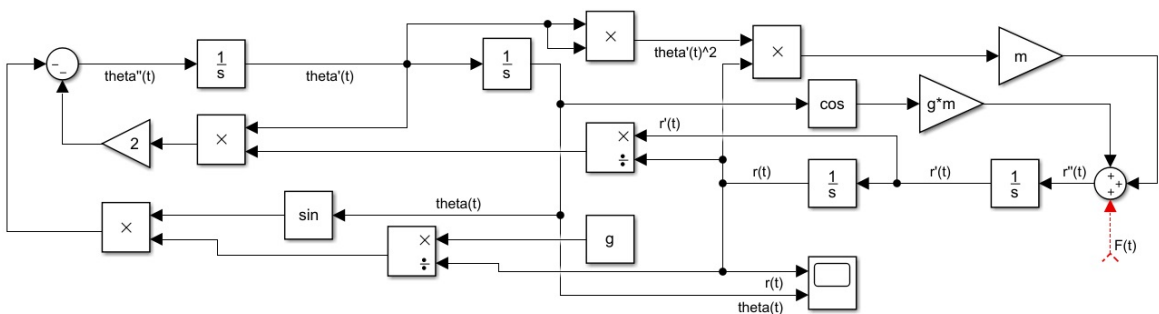 theta''(t)
1
s
theta'(t)
1
s
×
theta'(t)^2
×
m
cos
g*m
2
×
r'(t)
×
÷
r(t)
1
s
r'(t)
1
s
r''(t)
+
+
+
F(t)
×
sin
theta(t)
×
÷
g
r(t)
theta(t)